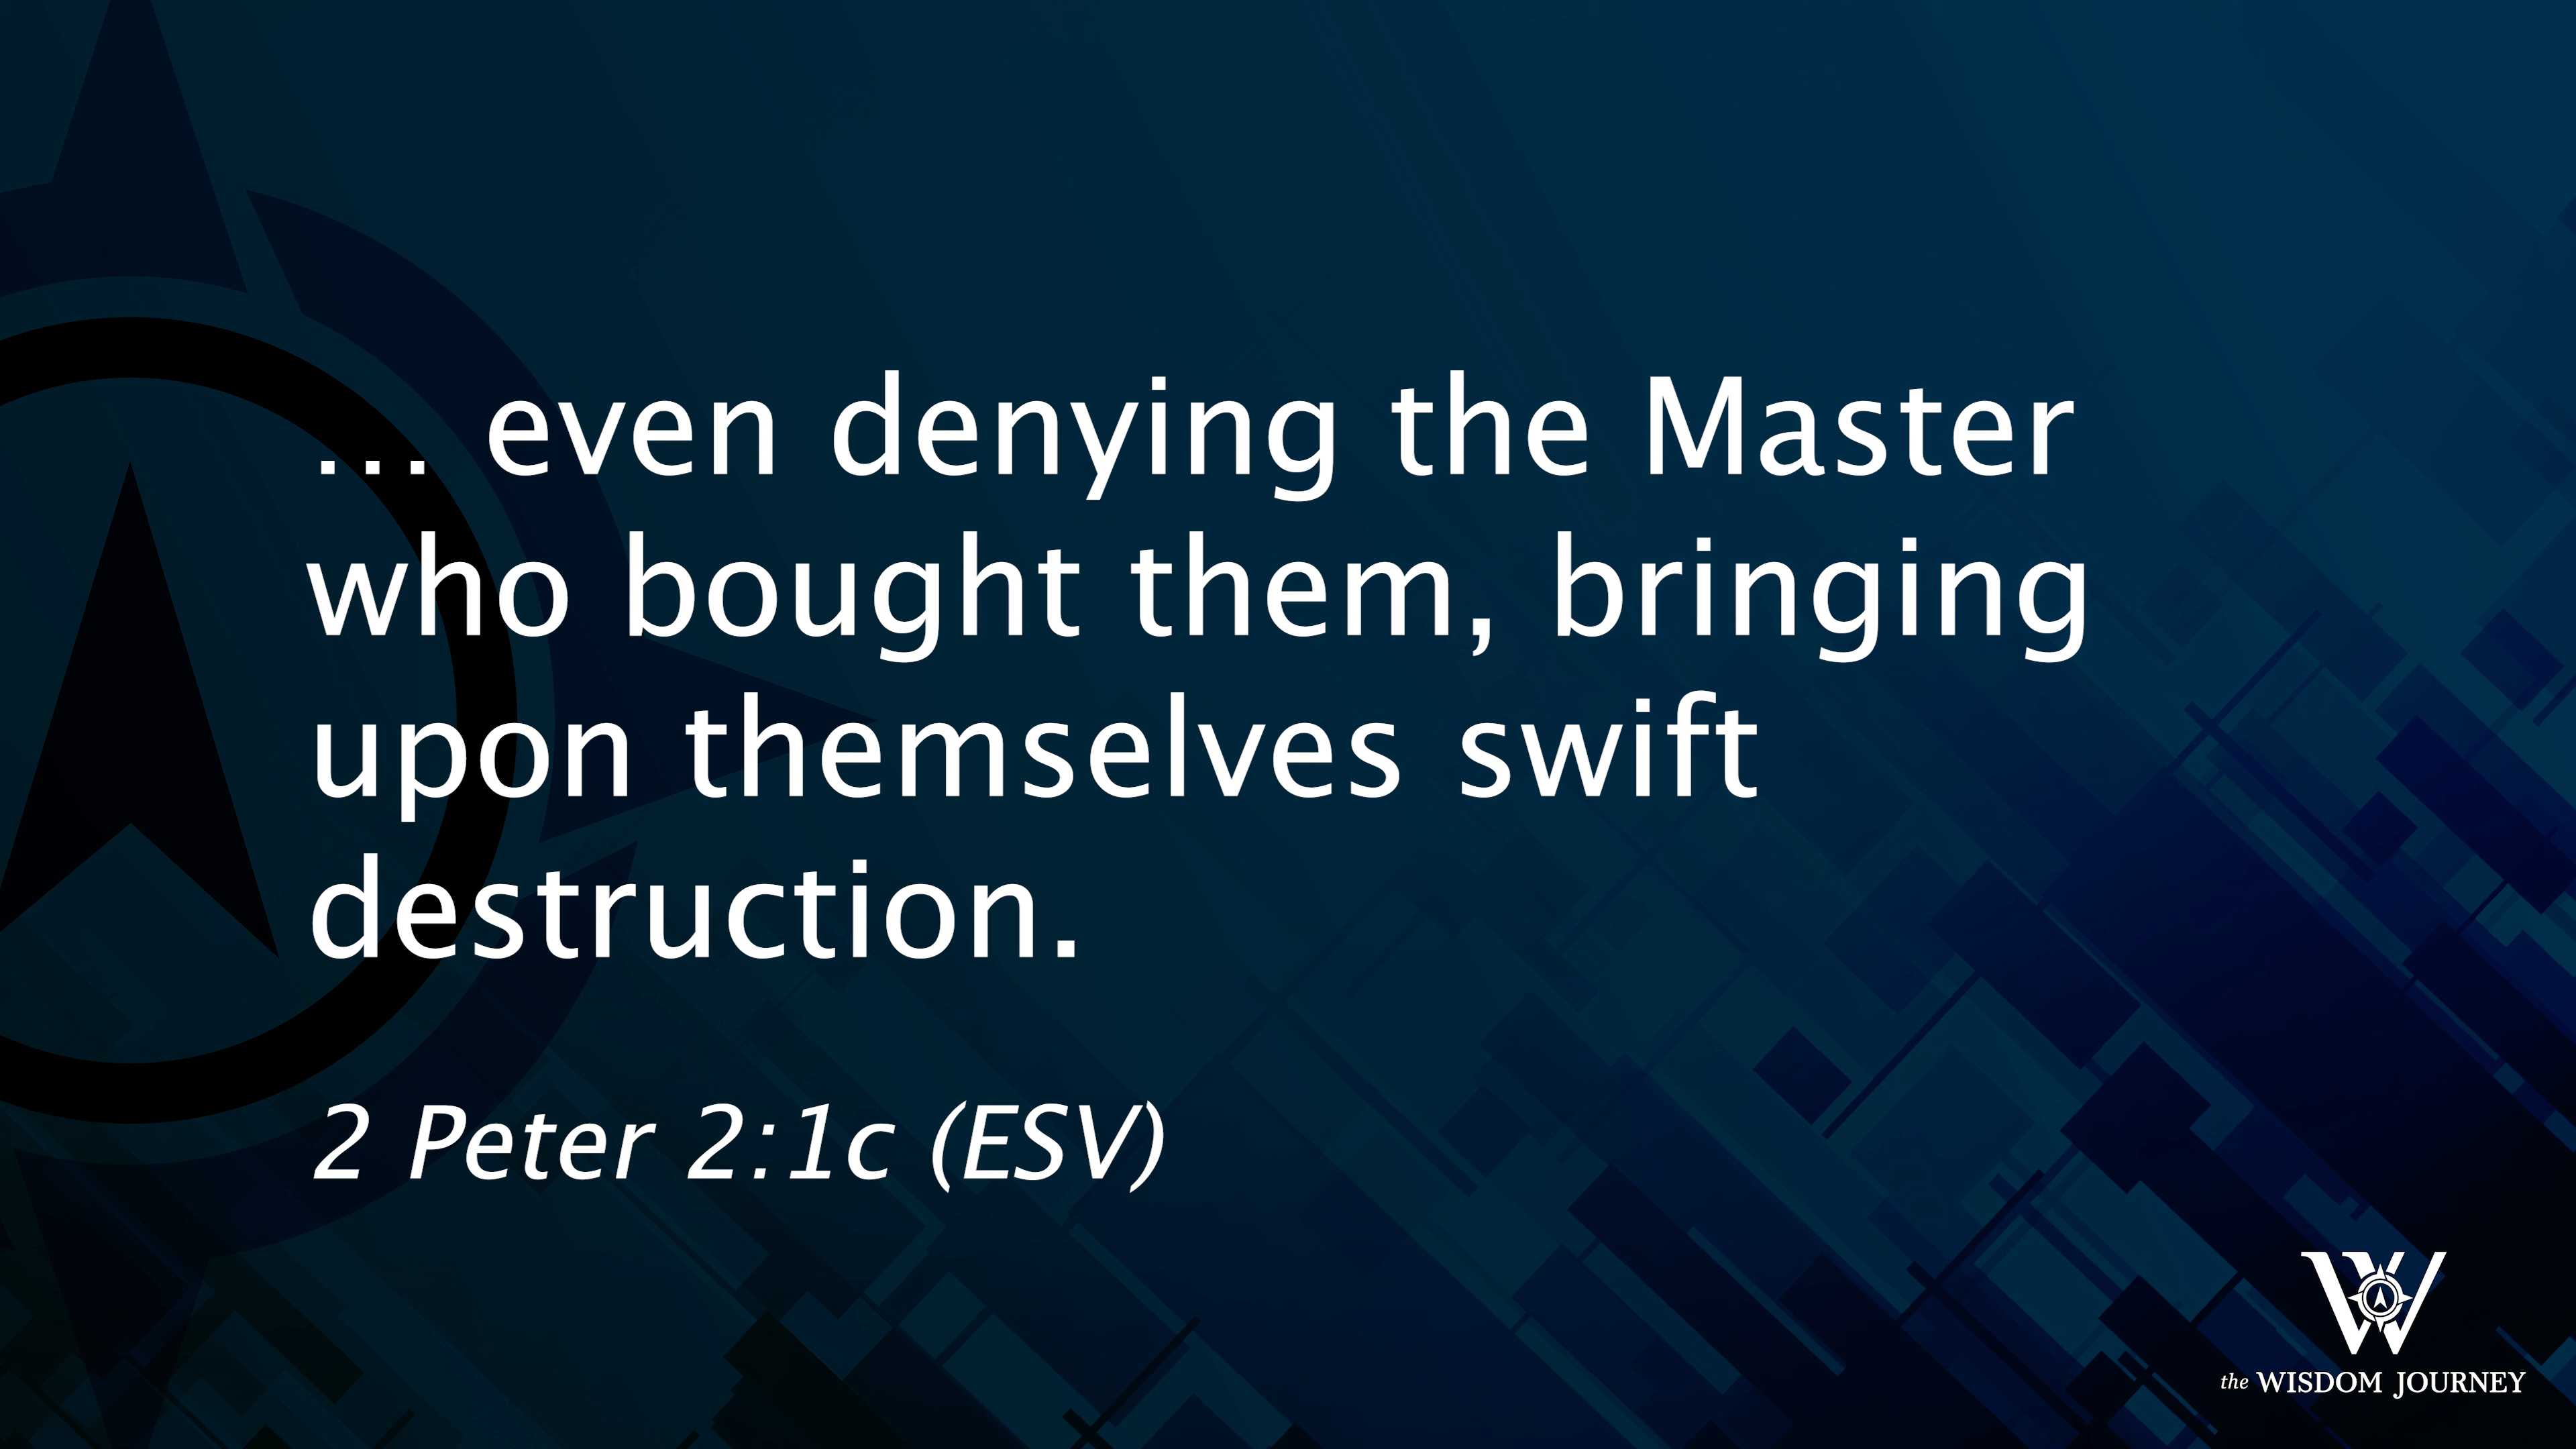 ... even denying the Master
who bought them, bringing
upon themselves swift
destruction.
2 Peter 2:1c (ESV)
W
the WISDOM JOURNEY